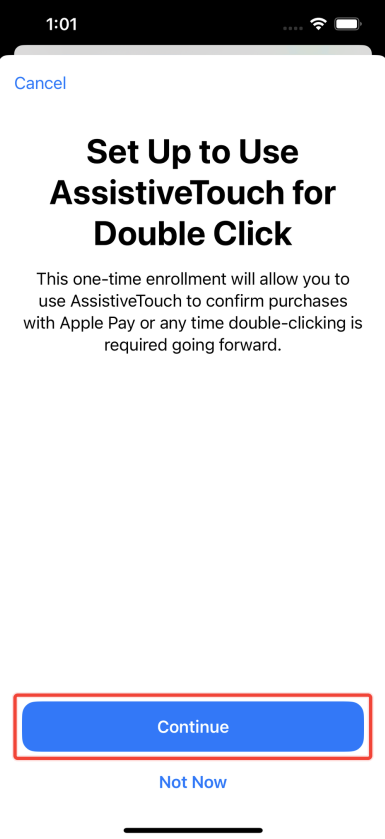 1:01
Cancel
Set Up to Use
AssistiveTouch for
Double Click
This one-time enrollment will allow you to
use AssistiveTouch to confirm purchases
with Apple Pay or any time double-clicking is
required going forward.
Continue
Not Now